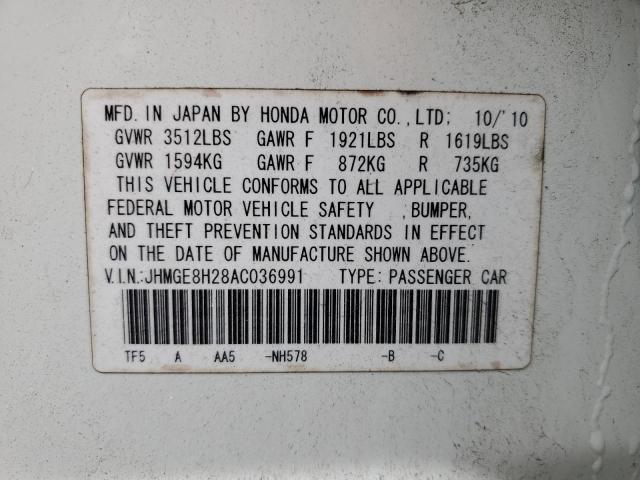 MFD. IN JAPAN BY HONDA MOTOR CO., LTD; 10/'10
GVWR 3512LBS GAWR F 1921LBS R 1619LBS
GVWR 1594KG GAWR F 872KG R 735KG
THIS VEHICLE CONFORMS TO ALL APPLICABLE
FEDERAL MOTOR VEHICLE SAFETY , BUMPER,
AND THEFT PREVENTION STANDARDS IN EFFECT
ON THE DATE OF MANUFACTURE SHOWN ABOVE.
V.I.N.:JHMGE8H28AC036991 TYPE: PASSENGER CAR
TF5 A AA5 -NH578 -B -C